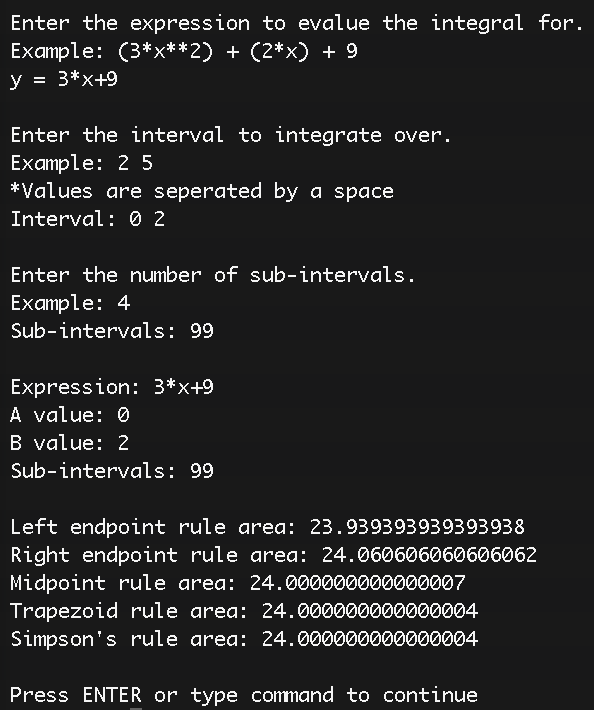 Enter the expression to evalue the integral for.
Example: (3*x**2) + (2*x) + 9
y = 3*x+9
Enter the interval to integrate over.
Example: 2 5
*Values are seperated by a space
Interval: 0 2
Enter the number of sub-intervals.
Example: 4
Sub-intervals: 99
Expression: 3*x+9
A value: 0
B value: 2
Sub-intervals: 99
Left endpoint rule area: 23.939393939393938
Right endpoint rule area: 24.060606060606062
Midpoint rule area: 24.000000000000007
Trapezoid rule area: 24.000000000000004
Simpson's rule area: 24.000000000000004
Press ENTER or type command to continue